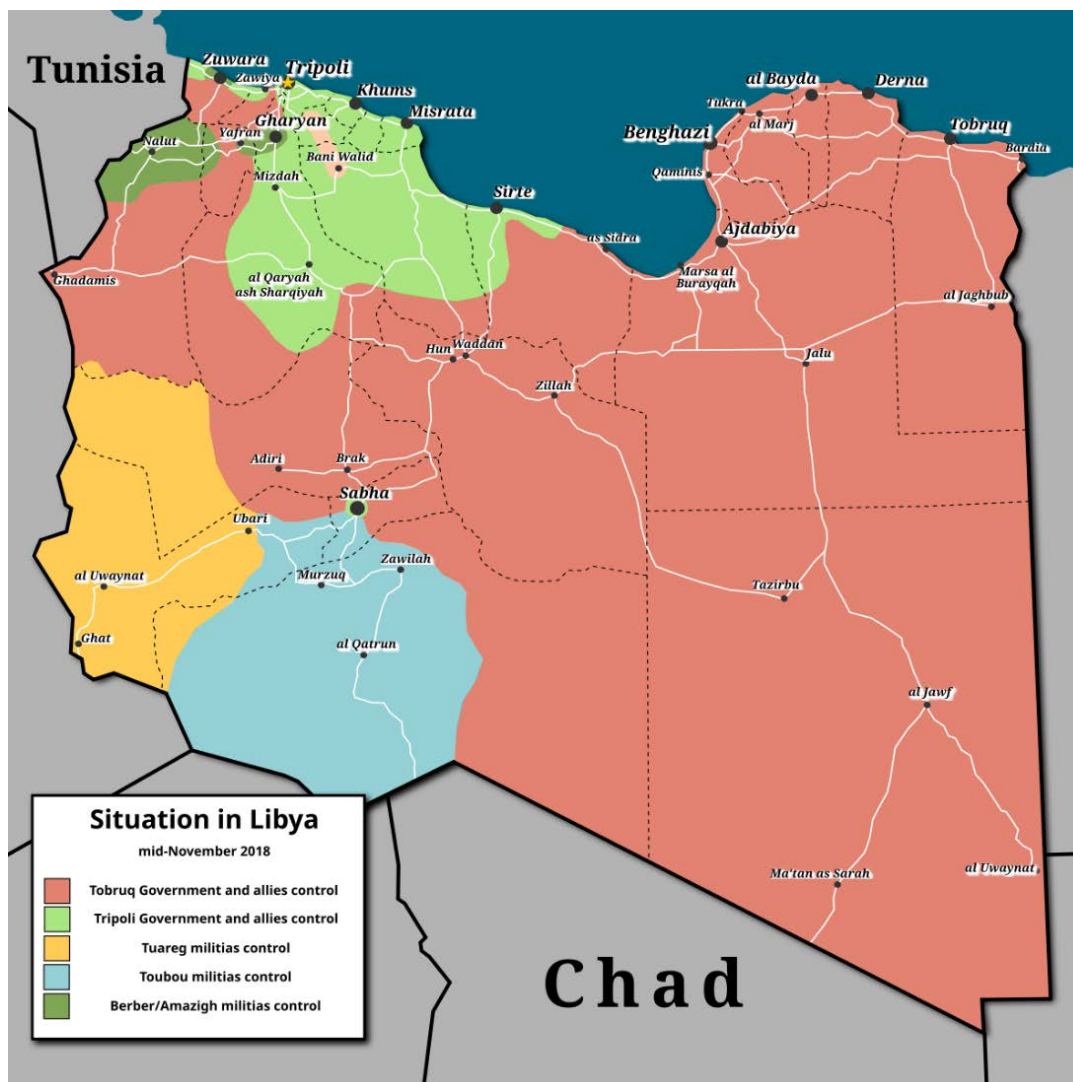 Tunisia
Zuwara
Zawiya
Tripoli
Khums
Misrata
Gharyan
Yafran
Nalut
Bani Walid
Mizdah
Sirte
al Qaryah
ash Sharqiyah
Ghadamis
as Sidra
al Bayda
Derna
Tukra
al Marj
Benghazi
Tobruq
Bardia
Qaminis
Ajdabiya
Marsa al
Burayqah
al Jaghbub
Hun
Waddan
Jalu
Zillah
Adiri
Brak
Sabha
Ubari
al Uwaynat
Murzuq
Zawilah
Ghat
al Qatrun
Tazirbu
al Jawf
Ma'tan as Sarah
al Uwaynat
Chad
Situation in Libya
mid-November 2018
Tobruq Government and allies control
Tripoli Government and allies control
Tuareg militias control
Toubou militias control
Berber/Amazigh militias control